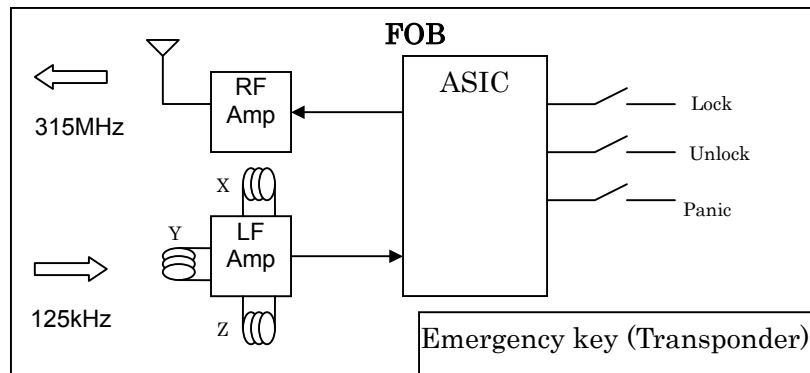 FOB
RF
Amp
ASIC
315MHz
Lock
Unlock
Panic
X
Y
LF
Amp
Z
125kHz
Emergency key (Transponder)